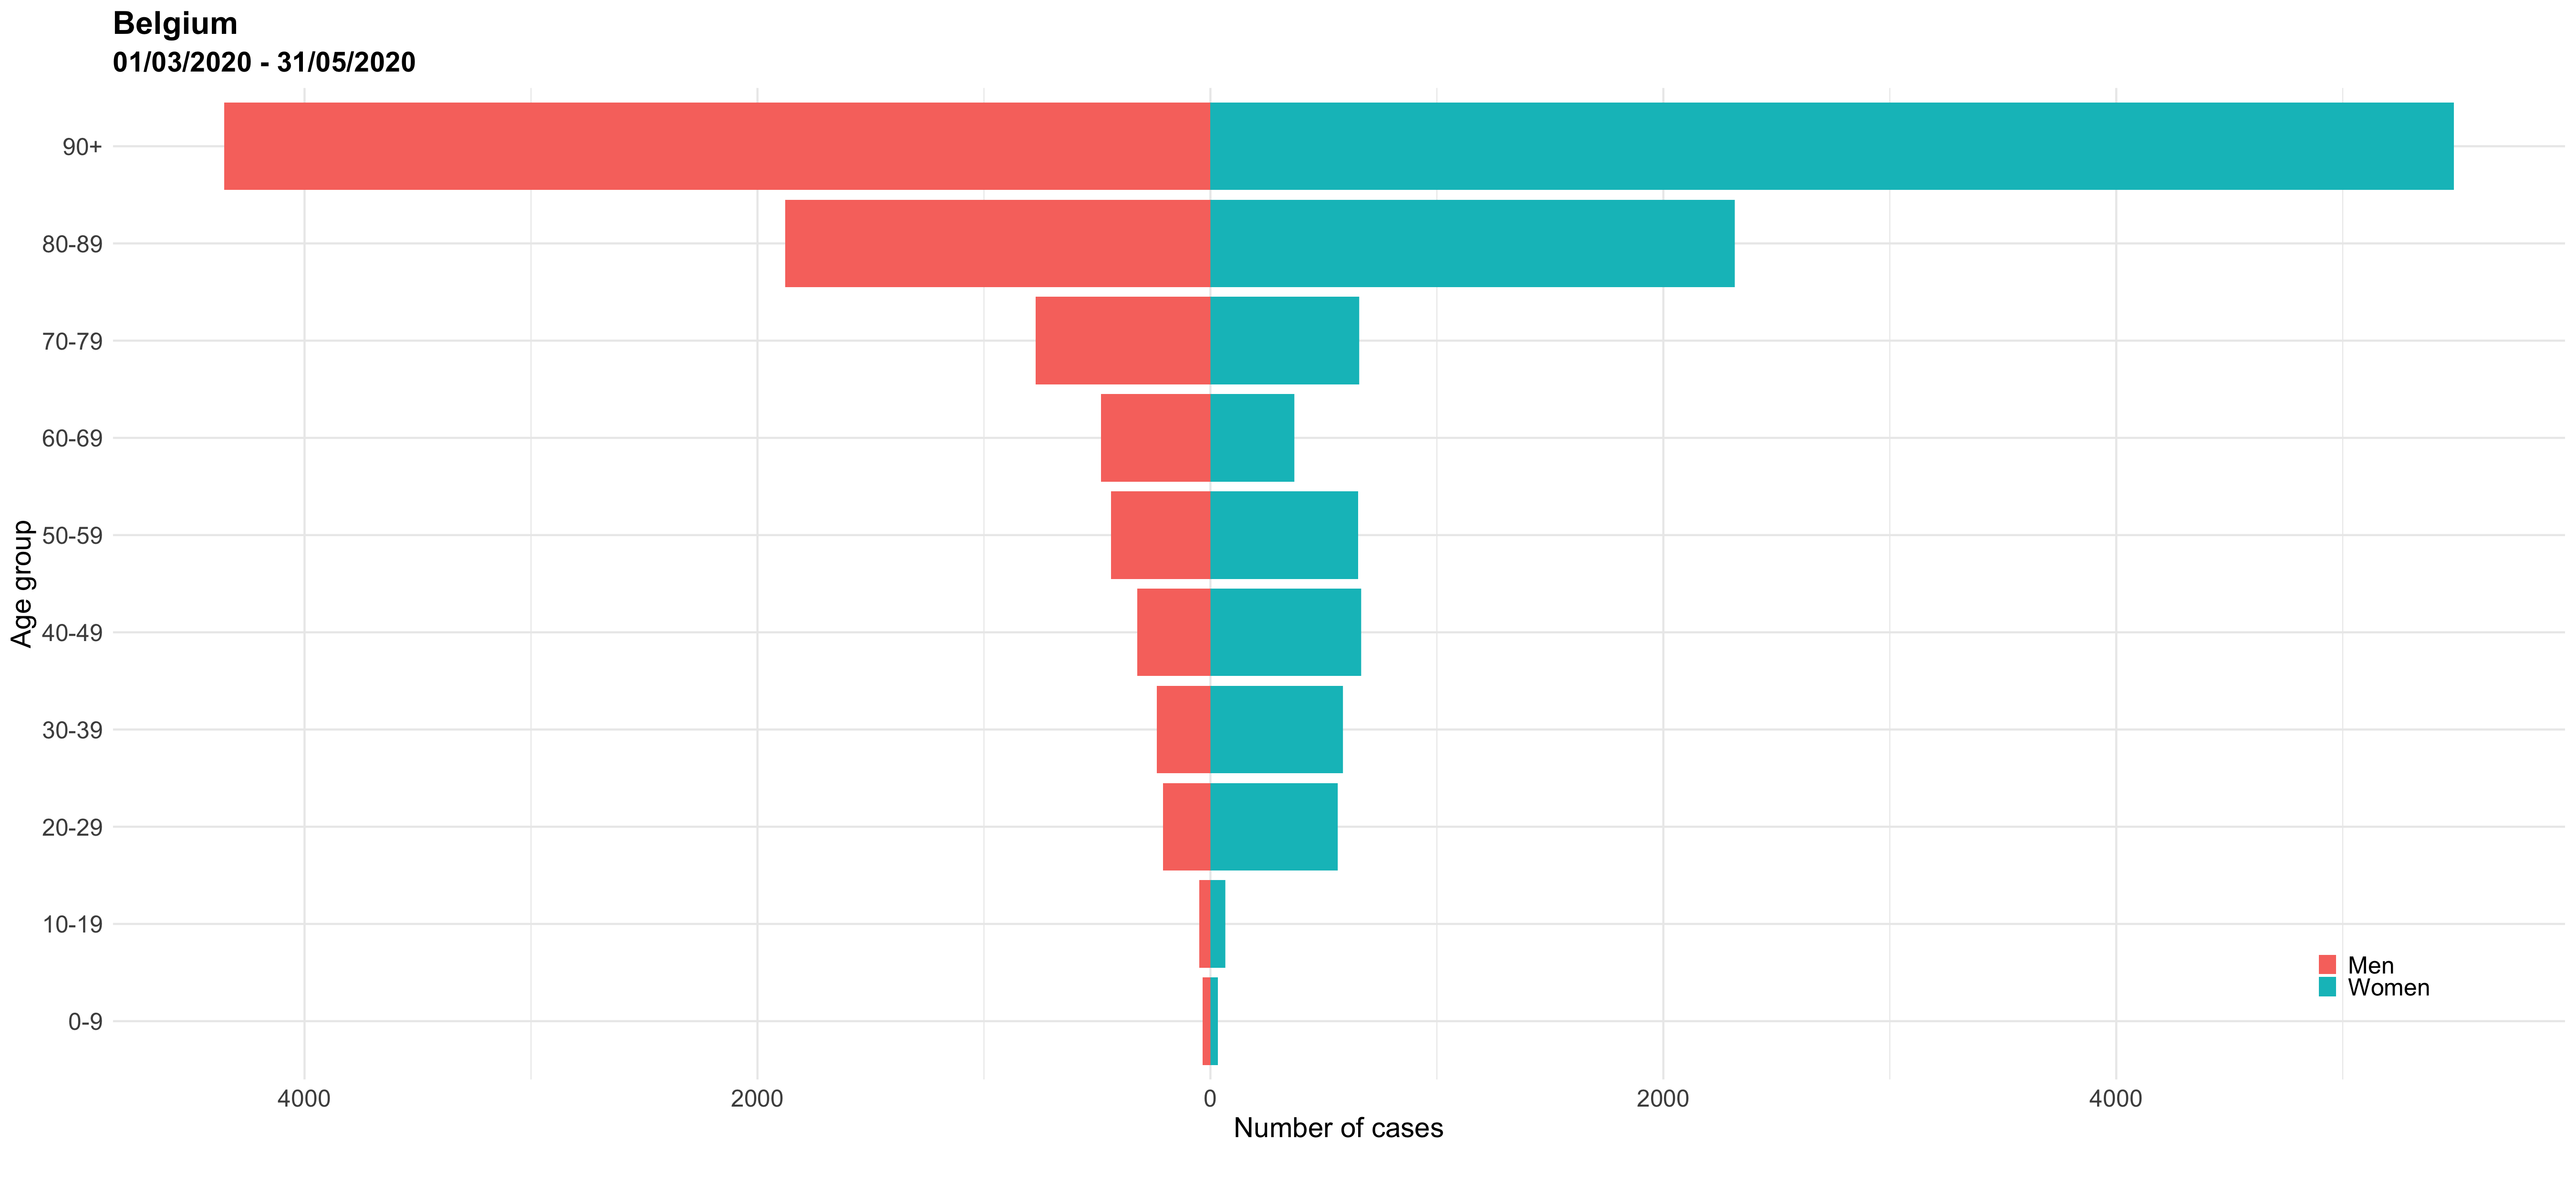 Belgium
01/03/2020 - 31/05/2020
90+
80-89
70-79
60-69
50-59
40-49
30-39
20-29
10-19
0-9
Age group
Men
Women
4000 2000 0 2000 4000
Number of cases